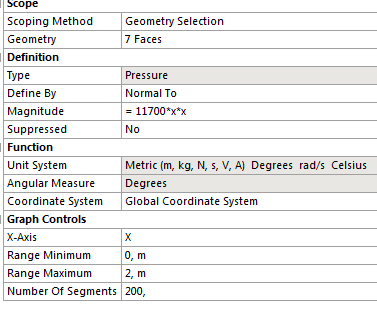 Scope
Scoping Method Geometry Selection
Geometry 7 Faces
Definition
Type Pressure
Define By Normal To
Magnitude = 11700*x*x
Suppressed No
Function
Unit System Metric (m, kg, N, s, V, A) Degrees rad/s Celsius
Angular Measure Degrees
Coordinate System Global Coordinate System
Graph Controls
X-Axis X
Range Minimum 0, m
Range Maximum 2, m
Number Of Segments 200,